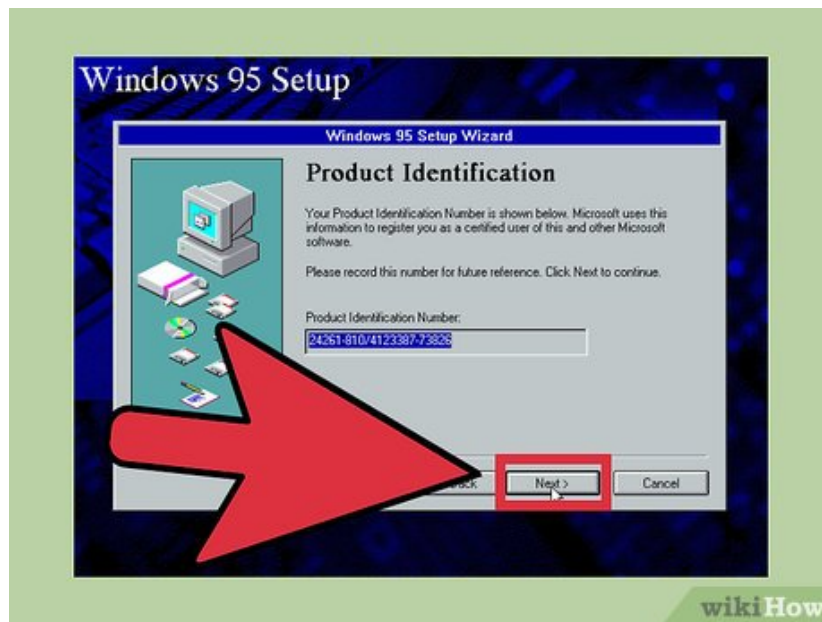 Windows 95 Setup
Windows 95 Setup Wizard
Product Identification
Your Product Identification Number is shown below. Microsoft uses this
information to register you as a certified user of this and other Microsoft
software.
Please record this number for future reference. Click Next to continue.
Product Identification Number:
24261-810/4123387-73826
Next >
Cancel
wikiHow